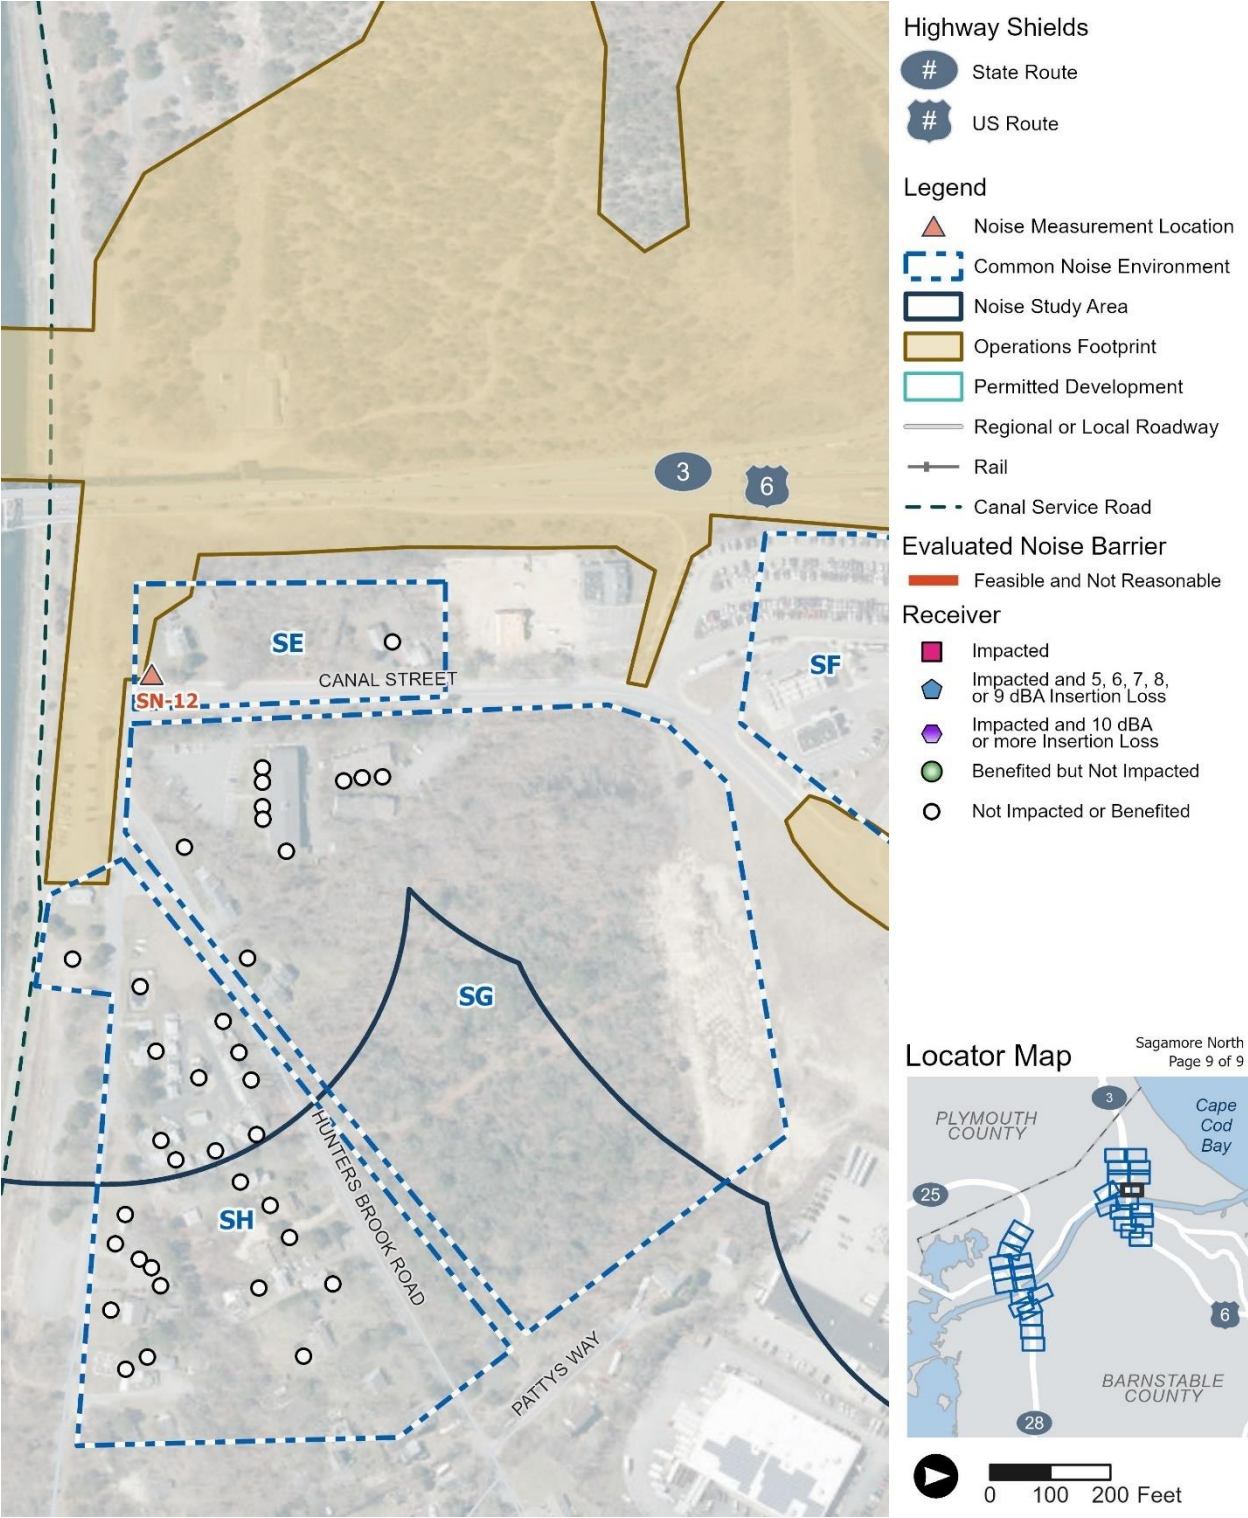 3
6
SE
CANAL STREET
SN-12
SF
SG
HUNTERS BROOK ROAD
SH
PATTYS WAY
Highway Shields
# State Route
# US Route
Legend
Noise Measurement Location
Common Noise Environment
Noise Study Area
Operations Footprint
Permitted Development
Regional or Local Roadway
Rail
Canal Service Road
Evaluated Noise Barrier
Feasible and Not Reasonable
Receiver
Impacted
Impacted and 5, 6, 7, 8,
or 9 dBA Insertion Loss
Impacted and 10 dBA
or more Insertion Loss
Benefited but Not Impacted
Not Impacted or Benefited
Locator Map
Sagamore North
Page 9 of 9
3
PLYMOUTH
COUNTY
Cape
Cod
Bay
25
6
BARNSTABLE
COUNTY
28
0 100 200 Feet